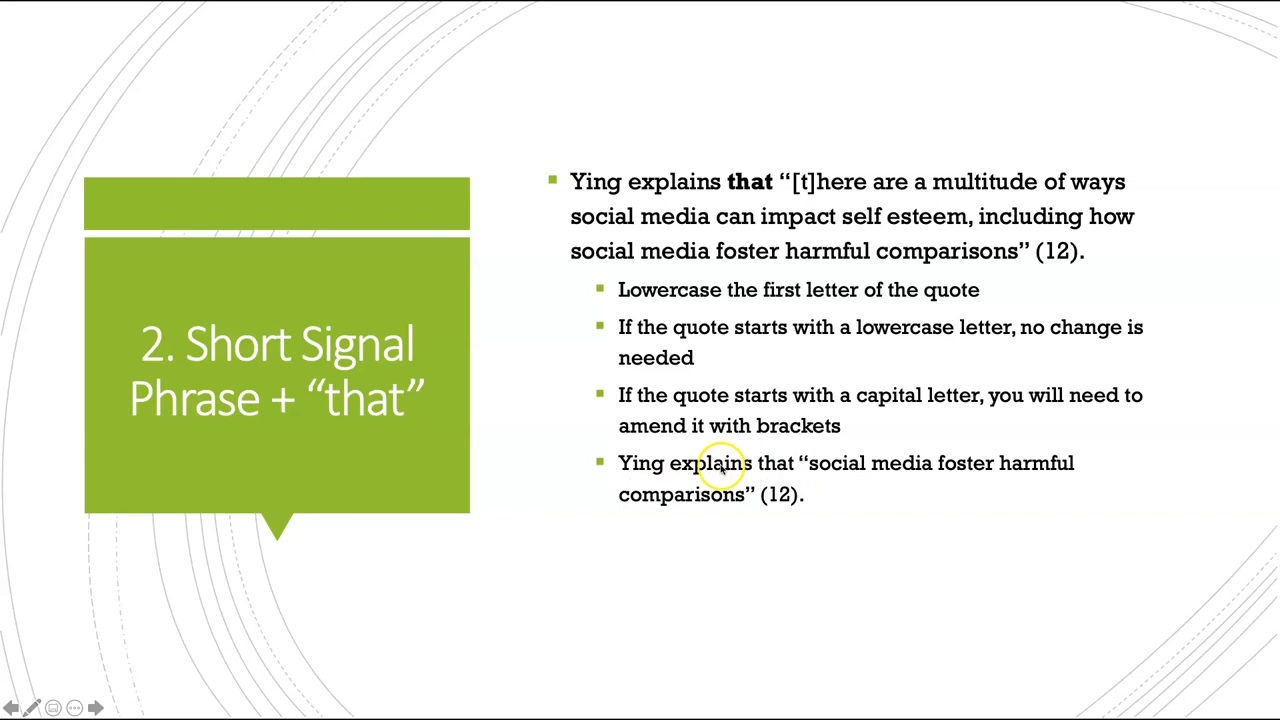 2. Short Signal
Phrase + “that”
Ying explains that “[t]here are a multitude of ways
social media can impact self esteem, including how
social media foster harmful comparisons” (12).
Lowercase the first letter of the quote
If the quote starts with a lowercase letter, no change is
needed
If the quote starts with a capital letter, you will need to
amend it with brackets
Ying explains that “social media foster harmful
comparisons” (12).